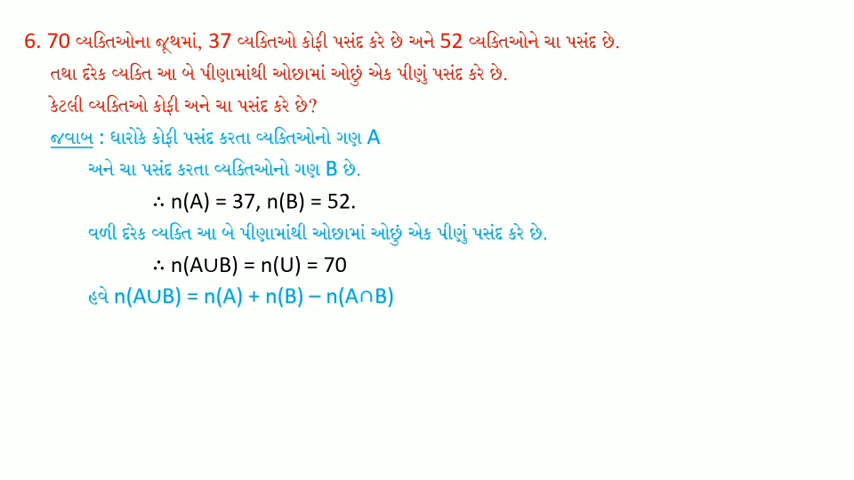 6. 70 વ્યક્તિઓના જૂથમાં, 37 વ્યક્તિઓ કોફી પસંદ કરે છે અને 52 વ્યક્તિઓને ચા પસંદ છે.
તથા દરેક વ્યક્તિ આ બે પીણામાંથી ઓછામાં ઓછું એક પીણું પસંદ કરે છે.
કેટલી વ્યક્તિઓ કોફી અને ચા પસંદ કરે છે?
જવાબ : ધારોકે કોફી પસંદ કરતા વ્યક્તિઓનો ગણ A
અને ચા પસંદ કરતા વ્યક્તિઓનો ગણ B છે.
∴ n(A) = 37, n(B) = 52.
વળી દરેક વ્યક્તિ આ બે પીણામાંથી ઓછામાં ઓછું એક પીણું પસંદ કરે છે.
∴ n(A∪B) = n(U) = 70
હવે n(A∪B) = n(A) + n(B) – n(A∩B)